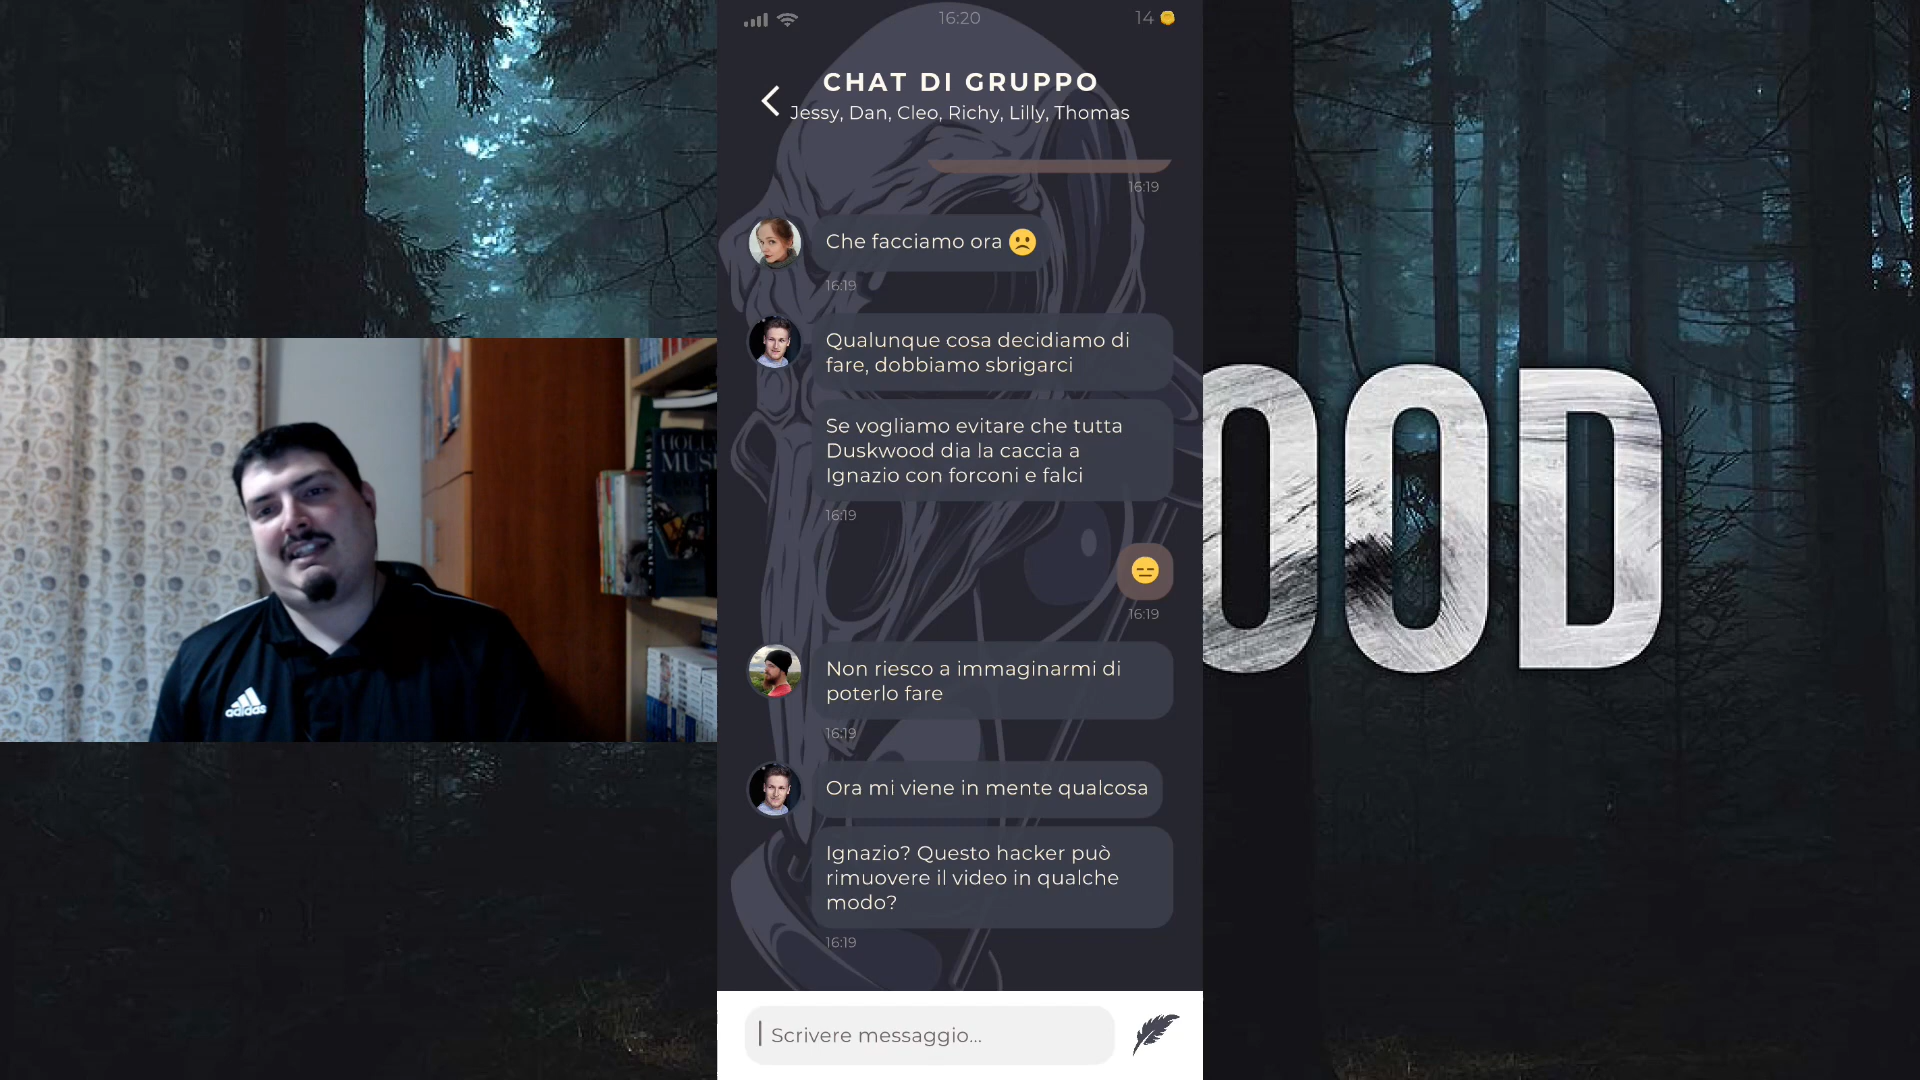 16:20
14
CHAT DI GRUPPO
Jessy, Dan, Cleo, Richy, Lilly, Thomas
16:19
Che facciamo ora
16:19
Qualunque cosa decidiamo di
fare, dobbiamo sbrigarci
Se vogliamo evitare che tutta
Duskwood dia la caccia a
Ignazio con forconi e falci
16:19
16:19
Non riesco a immaginarmi di
poterlo fare
16:19
Ora mi viene in mente qualcosa
Ignazio? Questo hacker può
rimuovere il video in qualche
modo?
16:19
Scrivere messaggio...
OOD
adidas